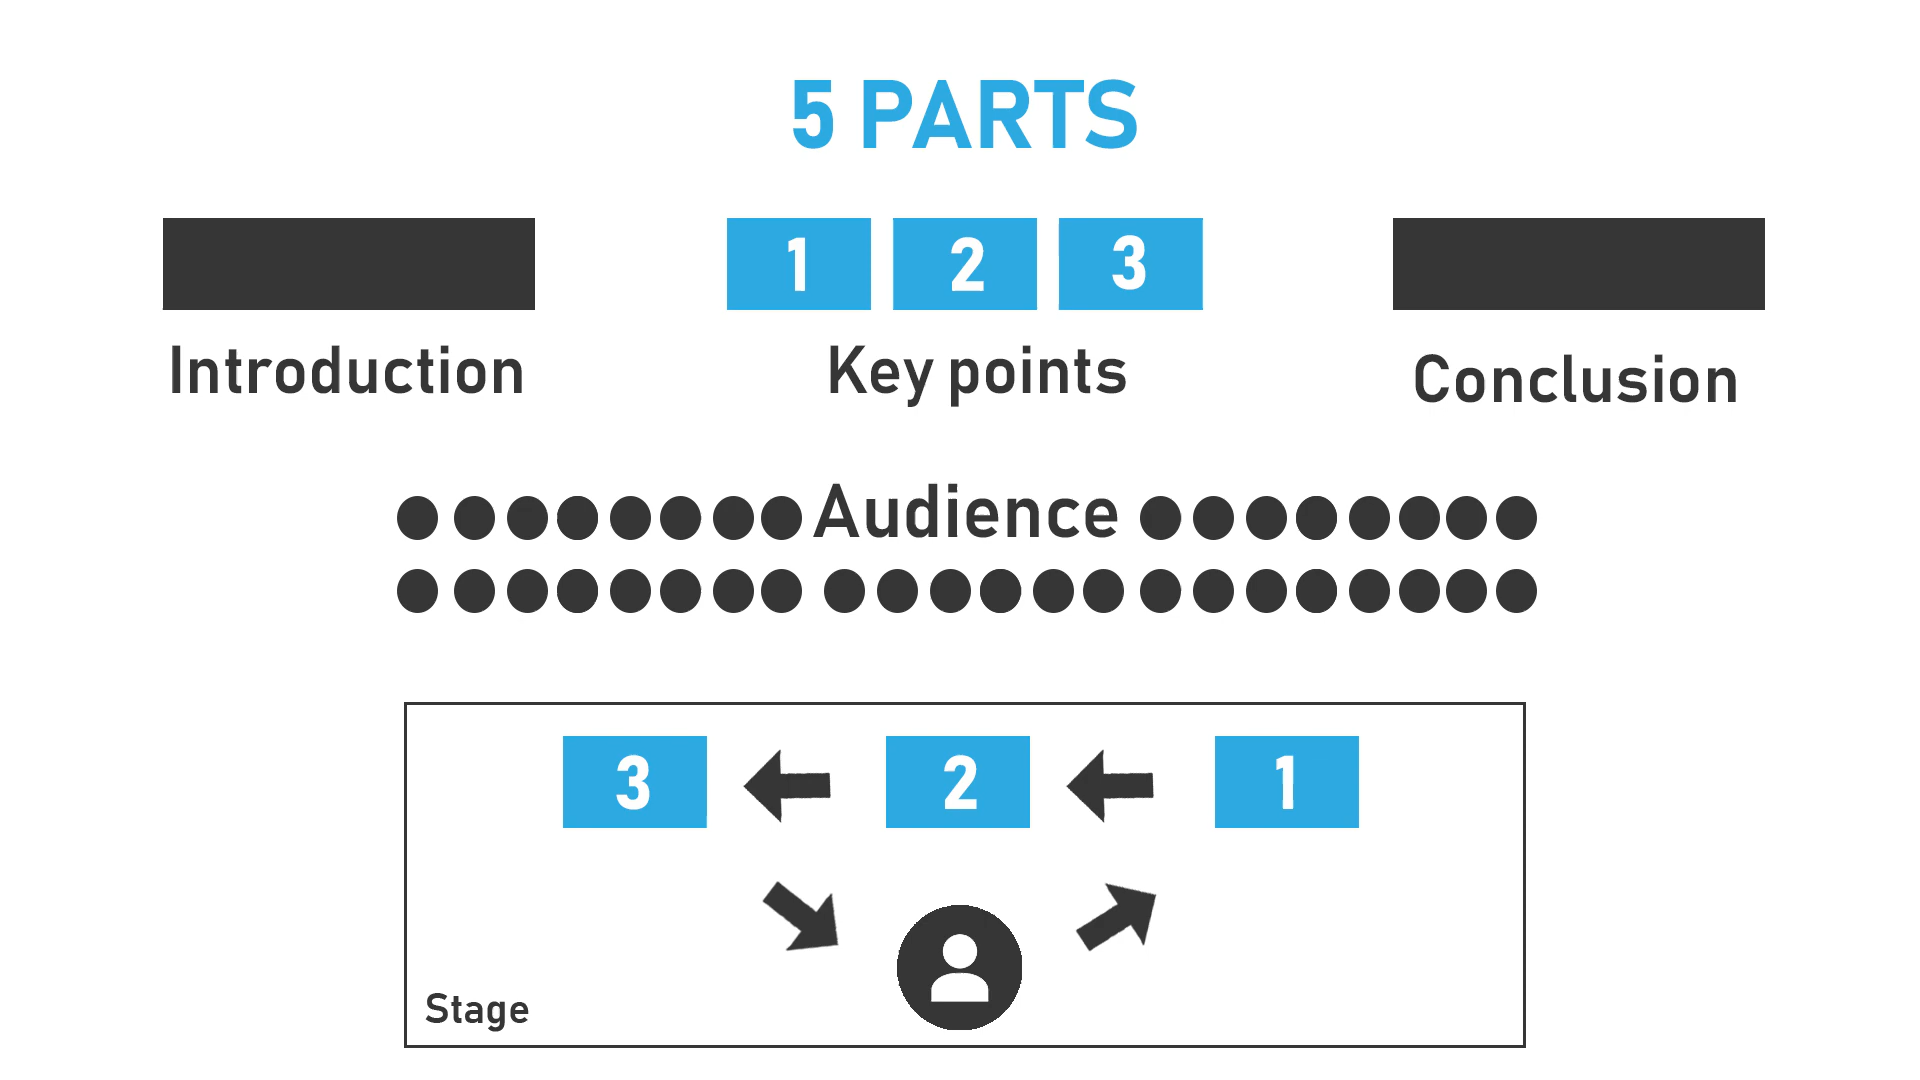 5 PARTS
1 2 3
Introduction
Key points
Conclusion
Audience
3 2 1
Stage